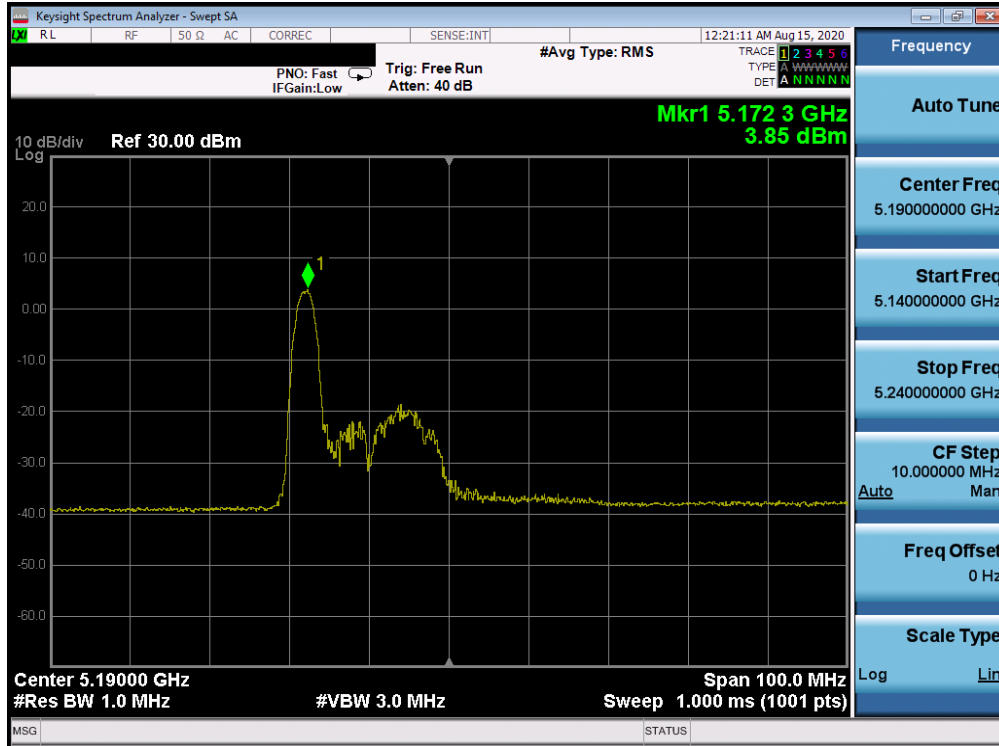 Keysight Spectrum Analyzer - Swept SA
LXI RL RF 50 Ω AC CORREC SENSE:INT 12:21:11 AM Aug 15, 2020
#Avg Type: RMS
TRACE 1 2 3 4 5 6
TYPE A W W W W W
DET A N N N N N
PNO: Fast
IFGain:Low
Trig: Free Run
Atten: 40 dB
Mkr1 5.172 3 GHz
3.85 dBm
10 dB/div
Log
Ref 30.00 dBm
1
20.0
10.0
0.00
-10.0
-20.0
-30.0
-40.0
-50.0
-60.0
Center 5.19000 GHz
Span 100.0 MHz
#Res BW 1.0 MHz
#VBW 3.0 MHz
Sweep 1.000 ms (1001 pts)
MSG
STATUS
Frequency
Auto Tune
Center Freq
5.190000000 GHz
Start Freq
5.140000000 GHz
Stop Freq
5.240000000 GHz
CF Step
10.000000 MHz
Auto Man
Freq Offset
0 Hz
Scale Type
Log Lin